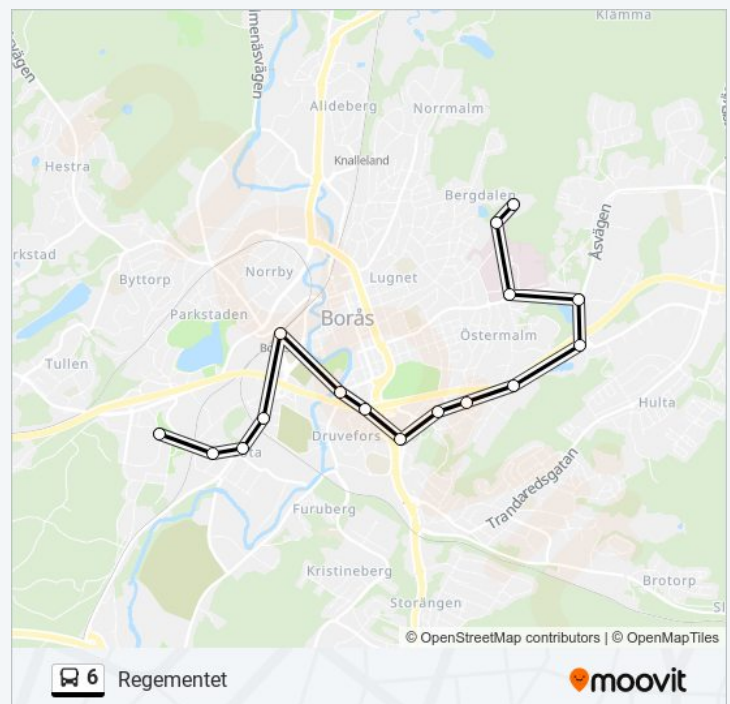 Klämma
Alideberg
Norrmalm
Knalleland
Hestra
Bergdalen
Åsvägen
Norrby
Lugnet
Byttorp
Parkstaden
Borås
Östermalm
Tullen
Hulta
Druvefors
Trandaredsgatan
Furuberg
Kristineberg
Brotorp
Storängen
© OpenStreetMap contributors | © OpenMapTiles
6 Regementet
moovit